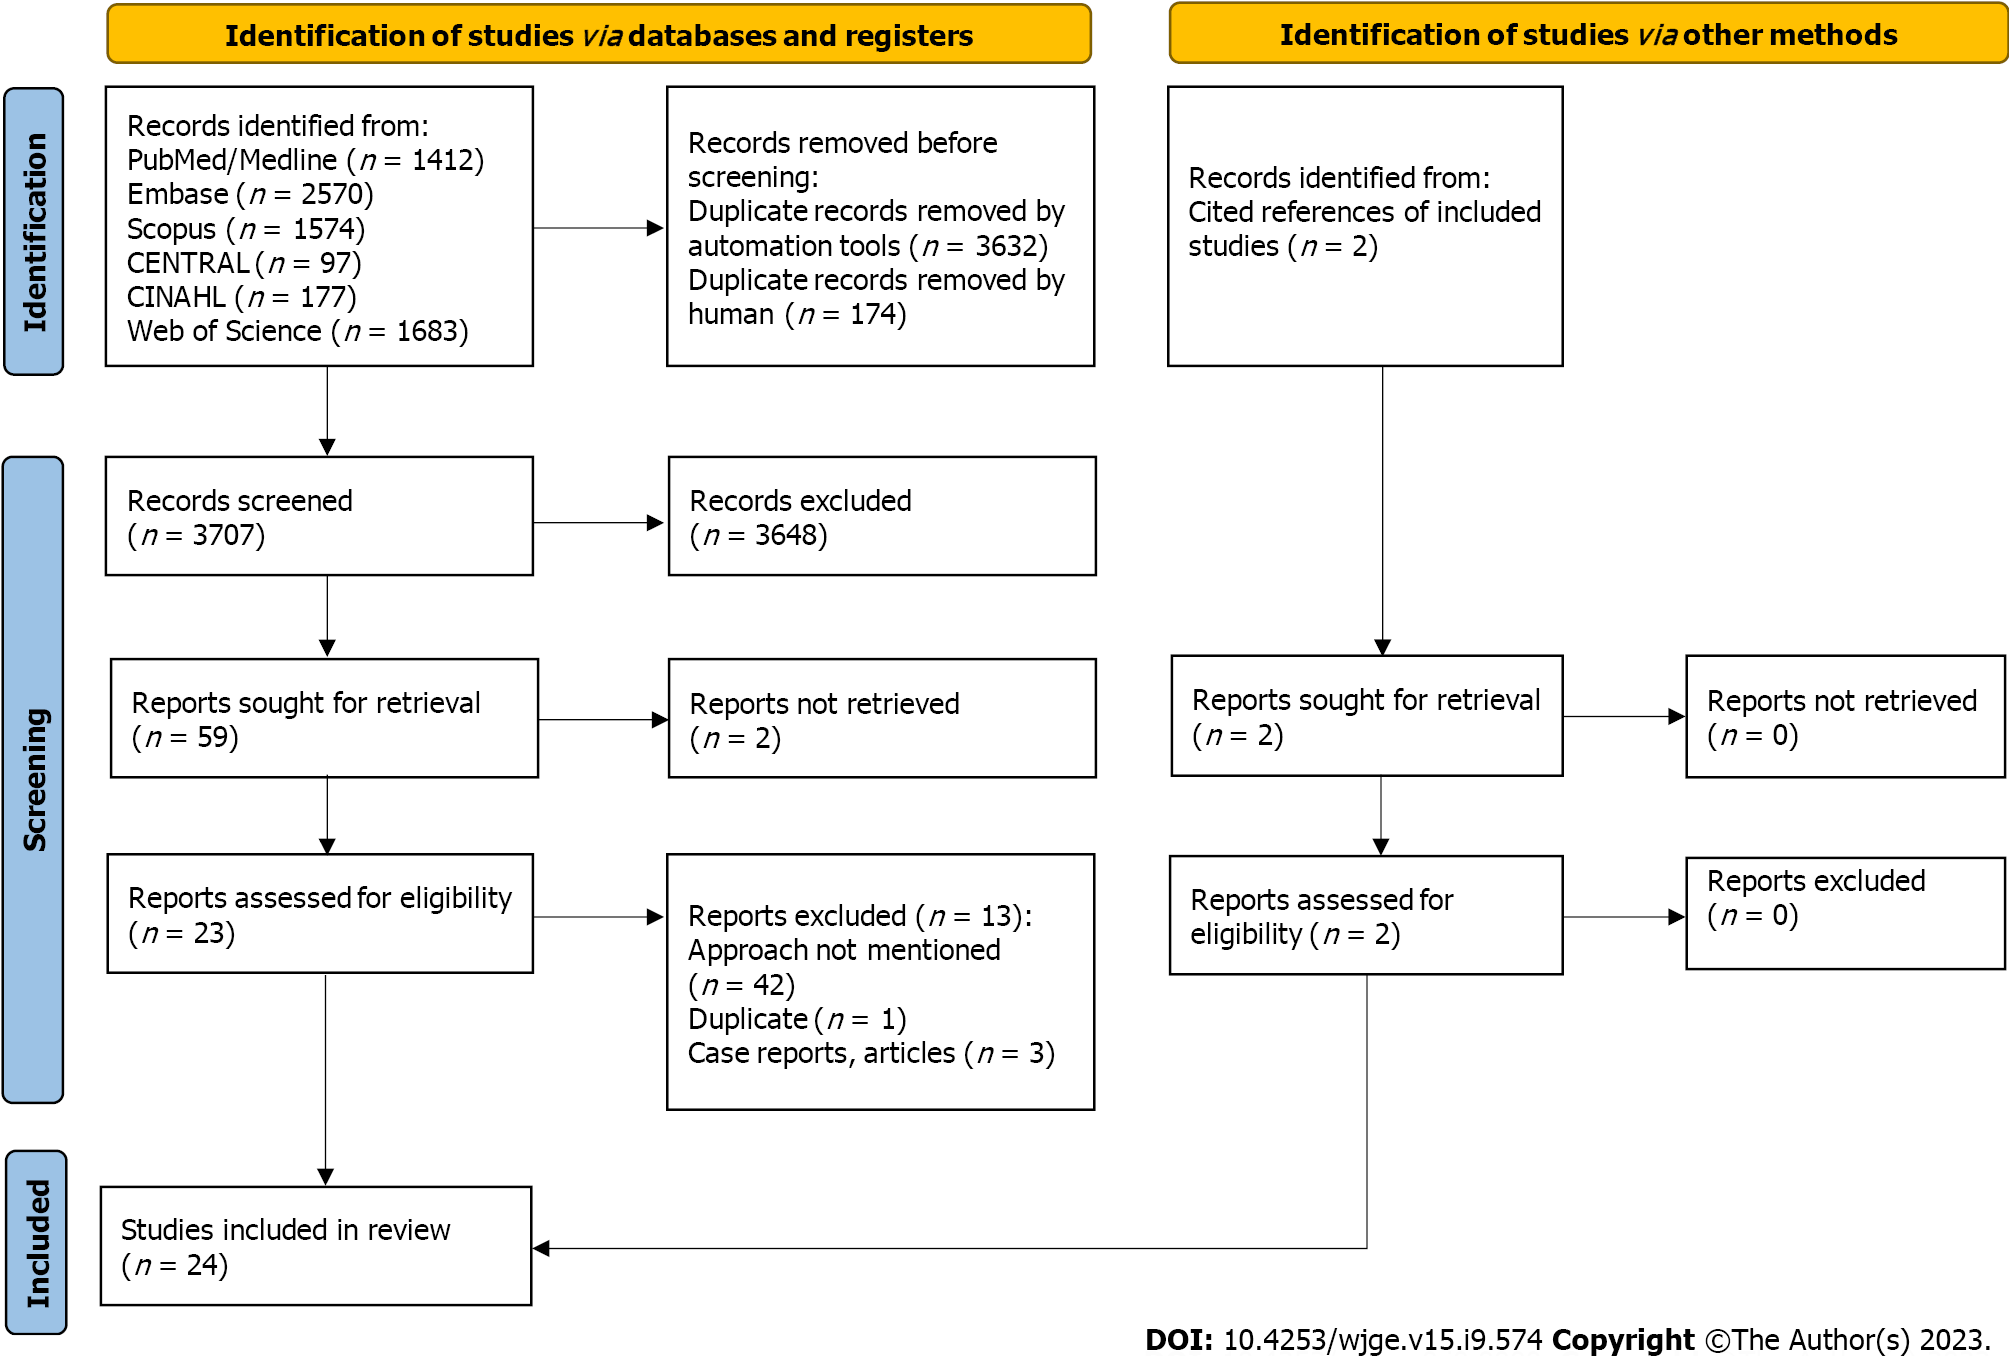 Identification of studies via databases and registers
Identification of studies via other methods
Identification
Records identified from:
PubMed/Medline (n = 1412)
Embase (n = 2570)
Scopus (n = 1574)
CENTRAL (n = 97)
CINAHL (n = 177)
Web of Science (n = 1683)
Records removed before
screening:
Duplicate records removed by
automation tools (n = 3632)
Duplicate records removed by
human (n = 174)
Records identified from:
Cited references of included
studies (n = 2)
Screening
Records screened
(n = 3707)
Records excluded
(n = 3648)
Reports sought for retrieval
(n = 59)
Reports not retrieved
(n = 2)
Reports sought for retrieval
(n = 2)
Reports not retrieved
(n = 0)
Reports assessed for eligibility
(n = 23)
Reports excluded (n = 13):
Approach not mentioned
(n = 42)
Duplicate (n = 1)
Case reports, articles (n = 3)
Reports assessed for
eligibility (n = 2)
Reports excluded
(n = 0)
Included
Studies included in review
(n = 24)
DOI: 10.4253/wjge.v15.i9.574 Copyright ©The Author(s) 2023.